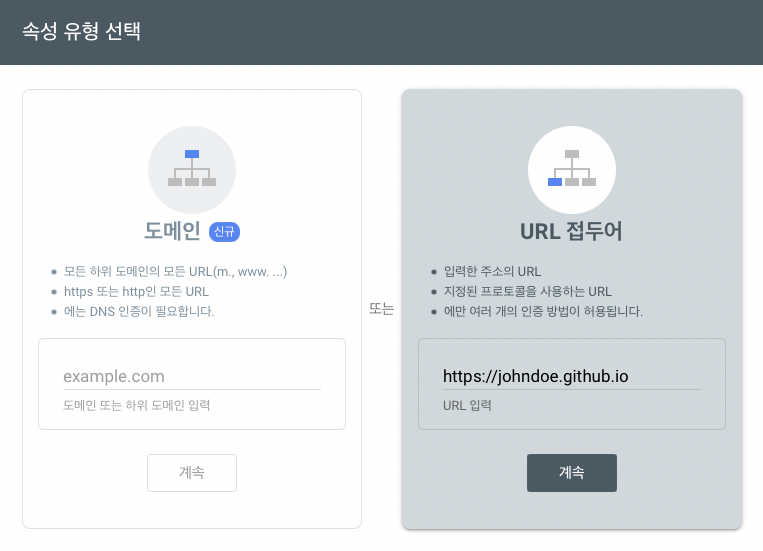 속성 유형 선택
도메인 신규
모든 하위 도메인의 모든 URL(m., www. ...)
https 또는 http인 모든 URL
에는 DNS 인증이 필요합니다.
example.com
도메인 또는 하위 도메인 입력
계속
또는
URL 접두어
입력한 주소의 URL
지정된 프로토콜을 사용하는 URL
에만 여러 개의 인증 방법이 허용됩니다.
https://johndoe.github.io
URL 입력
계속